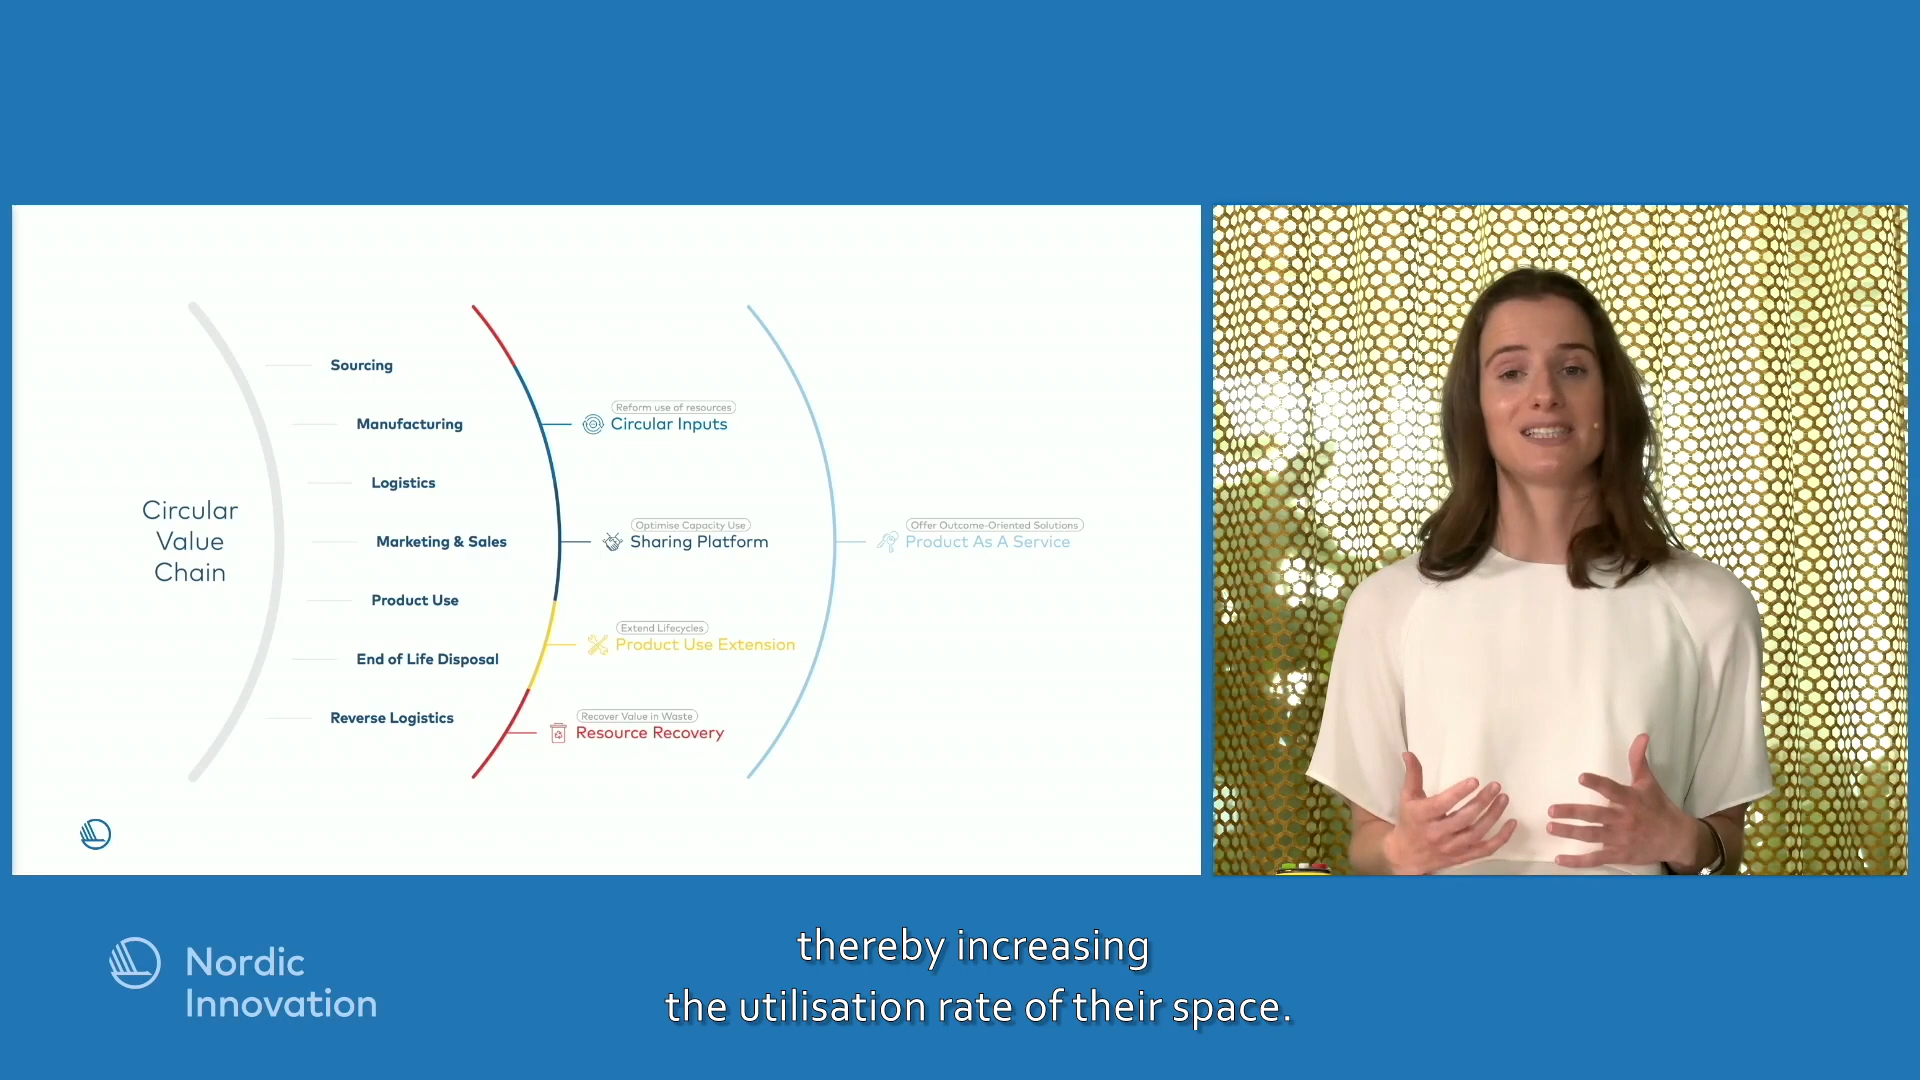 Circular
Value
Chain
Sourcing
Manufacturing
Logistics
Marketing & Sales
Product Use
End of Life Disposal
Reverse Logistics
Reform use of resources
Circular Inputs
Optimise Capacity Use
Sharing Platform
Extend Lifecycles
Product Use Extension
Recover Value in Waste
Resource Recovery
Offer Outcome-Oriented Solutions
Product As A Service
Nordic
Innovation
thereby increasing
the utilisation rate of their space.